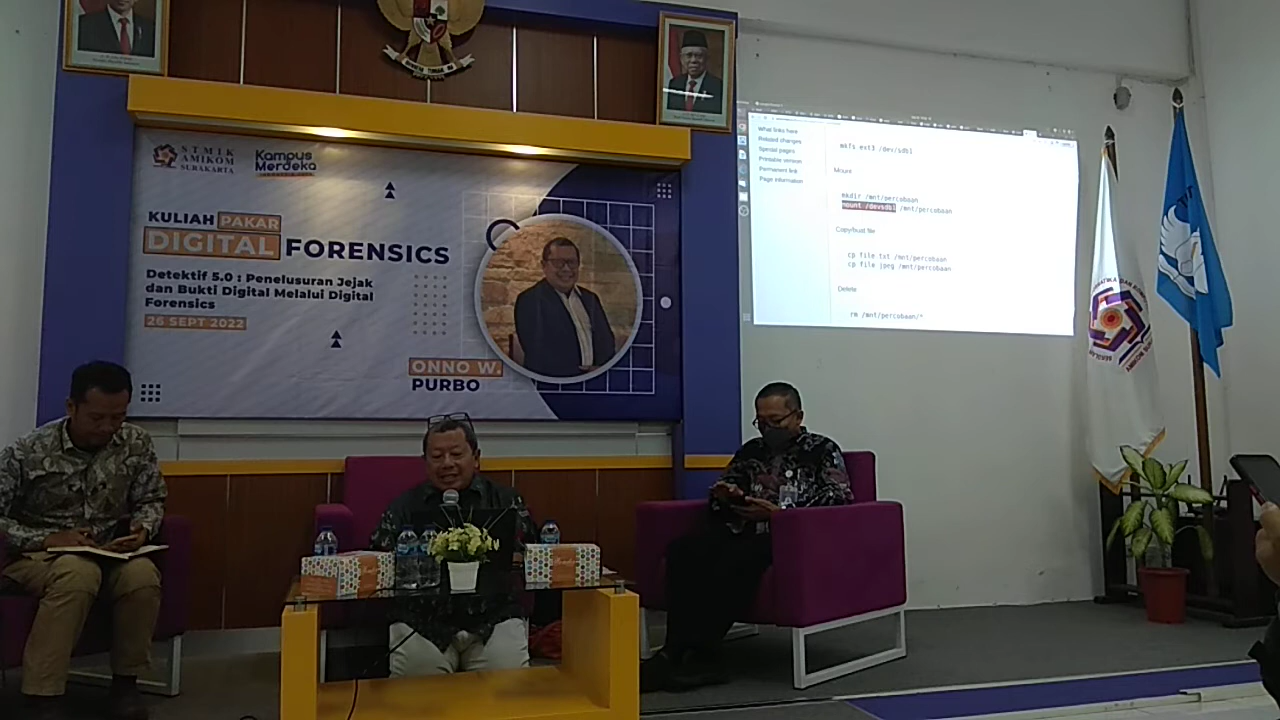 STMIK
AMIKOM
SURAKARTA
Kampus
Merdeka
KULIAH PAKAR
DIGITAL FORENSICS
Detektif 5.0 : Penelusuran Jejak
dan Bukti Digital Melalui Digital
Forensics
26 SEPT 2022
ONNO W.
PURBO
What links here
Related changes
Special pages
Printable version
Permanent link
Page information
mkfs ext3 /dev/sdb1
Mount
mkdir /mnt/percobaan
mount /devsdb1 /mnt/percobaan
Copy/buat file
cp file txt /mnt/percobaan
cp file jpeg /mnt/percobaan
Delete
rm /mnt/percobaan/*